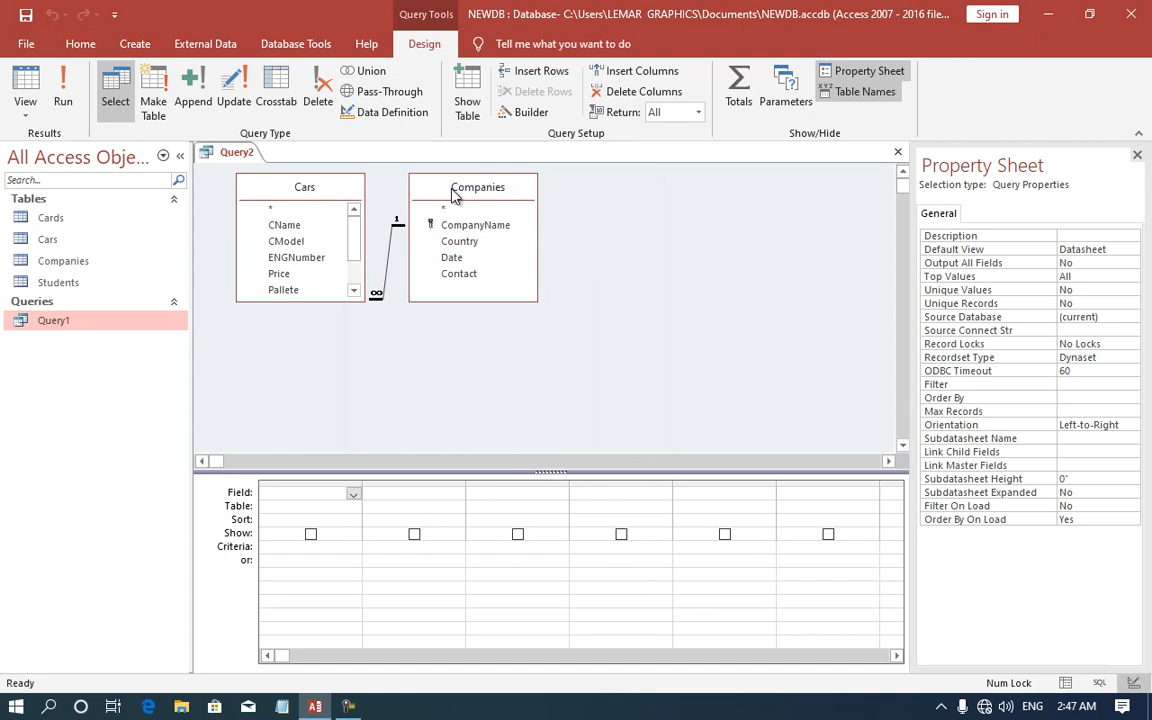 Query Tools
NEWDB : Database- C:\Users\LEMAR GRAPHICS\Documents\NEWDB.accdb (Access 2007 - 2016 file...
Sign in
File
Home
Create
External Data
Database Tools
Help
Design
Tell me what you want to do
View
Run
Select
Make Table
Append
Update
Crosstab
Delete
Union
Pass-Through
Data Definition
Show Table
Insert Rows
Delete Rows
Builder
Insert Columns
Delete Columns
Return: All
Totals
Parameters
Property Sheet
Table Names
Results
Query Type
Query Setup
Show/Hide
All Access Obje...
Search...
Tables
Cards
Cars
Companies
Students
Queries
Query1
Query2
Cars
*
CName
CModel
ENGNumber
Price
Pallete
1
∞
Companies
*
CompanyName
Country
Date
Contact
Field:
Table:
Sort:
Show:
Criteria:
or:
Property Sheet
Selection type: Query Properties
General
Description
Default View Datasheet
Output All Fields No
Top Values All
Unique Values No
Unique Records No
Source Database (current)
Source Connect Str
Record Locks No Locks
Recordset Type Dynaset
ODBC Timeout 60
Filter
Order By
Max Records
Orientation Left-to-Right
Subdatasheet Name
Link Child Fields
Link Master Fields
Subdatasheet Height 0"
Subdatasheet Expanded No
Filter On Load No
Order By On Load Yes
Ready
Num Lock
SQL
ENG
2:47 AM